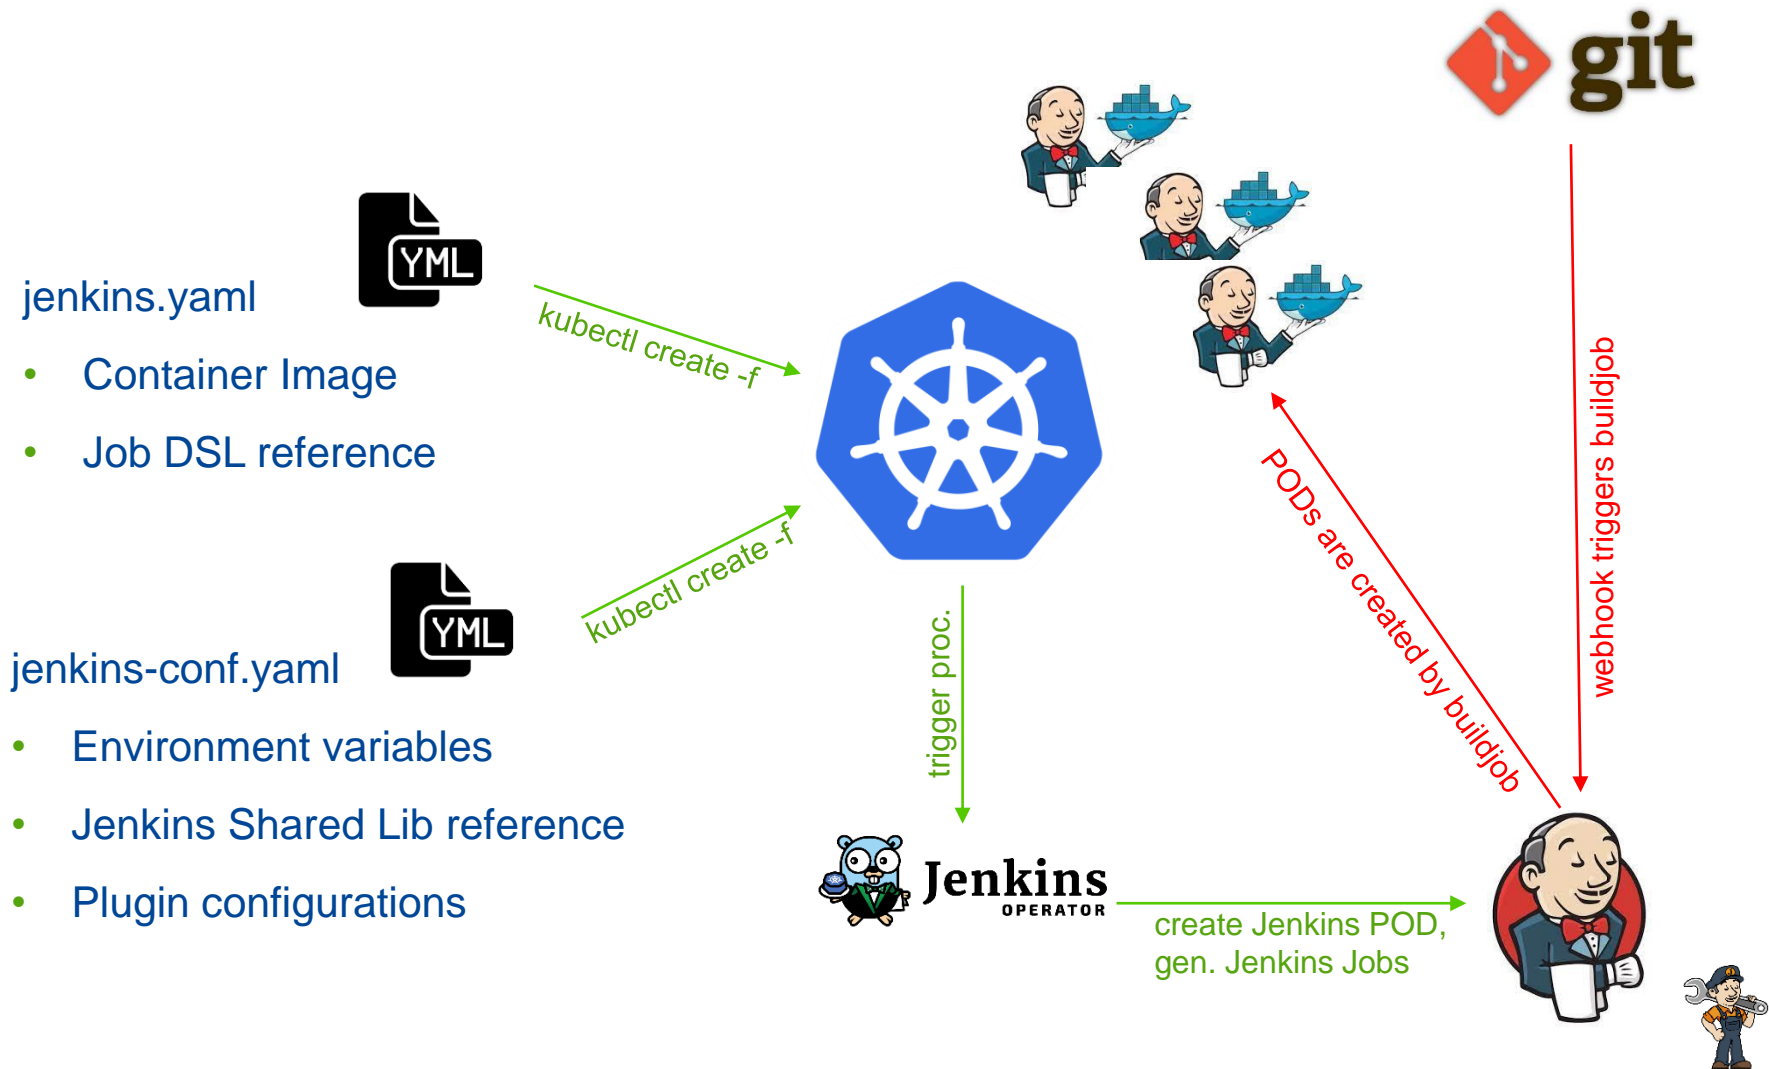 git
YML
jenkins.yaml
• Container Image
• Job DSL reference
kubectl create -f
YML
jenkins-conf.yaml
• Environment variables
• Jenkins Shared Lib reference
• Plugin configurations
kubectl create -f
trigger proc.
Jenkins
OPERATOR
create Jenkins POD,
gen. Jenkins Jobs
PODs are created by buildjob
webhook triggers buildjob